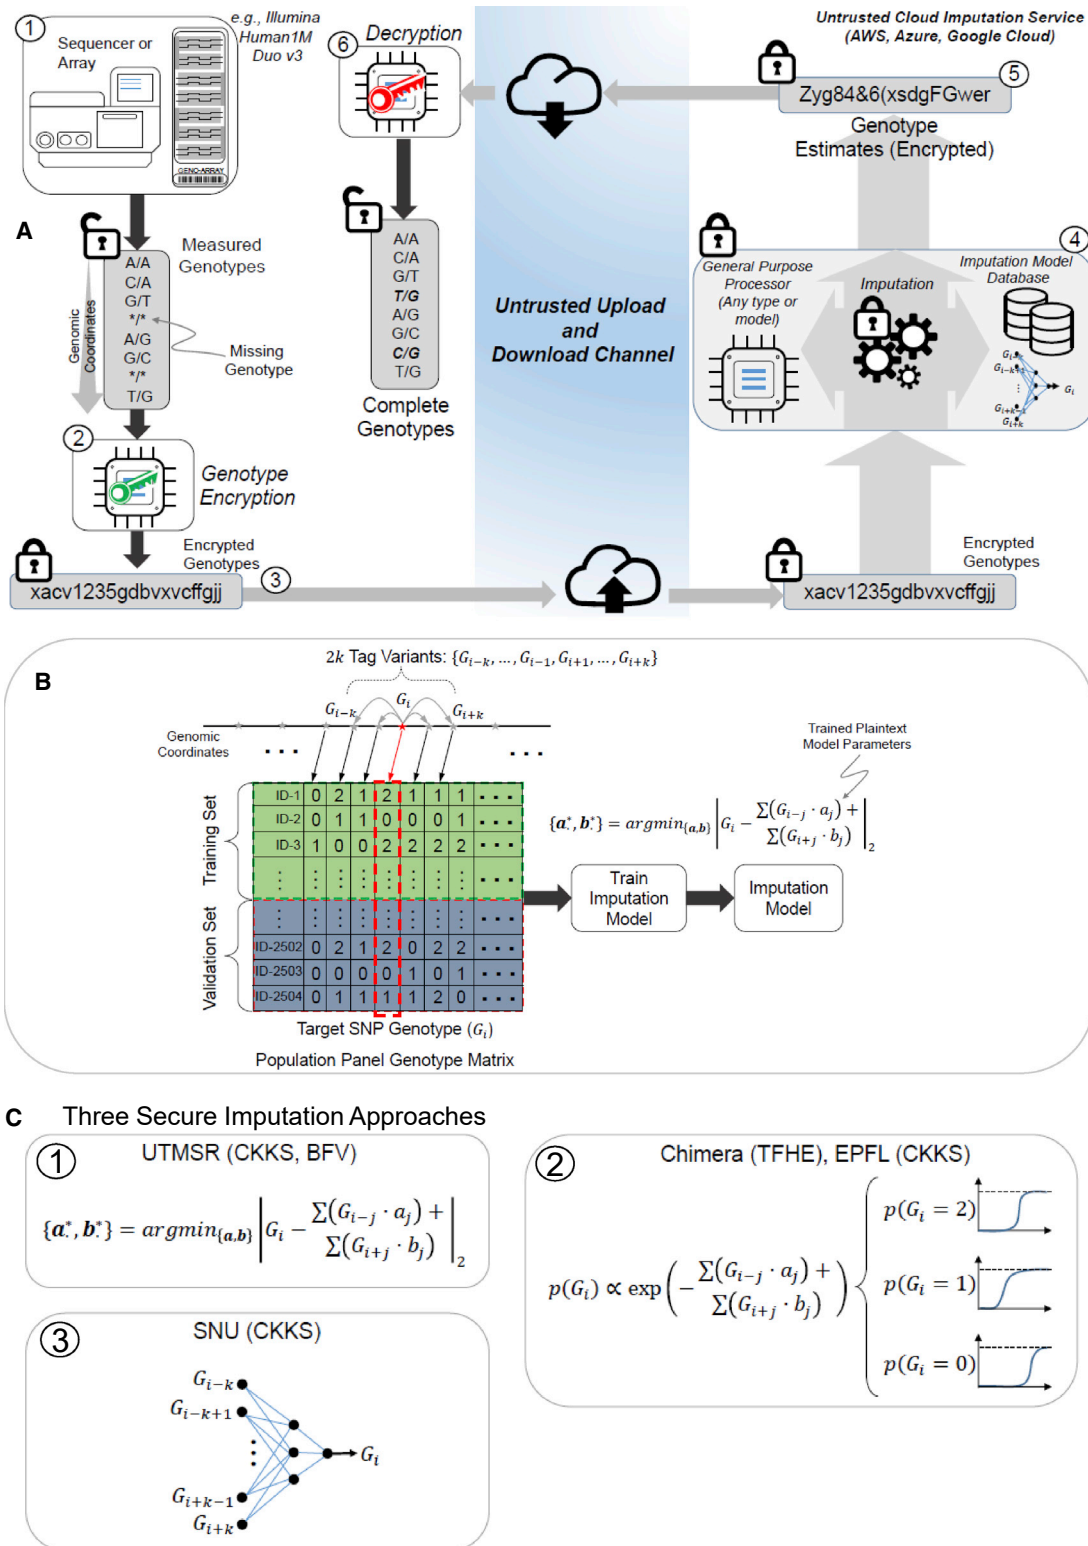 1
Sequencer or
Array
e.g., Illumina
Human1M
Duo v3
GENO-ARRAY
6
Decryption
Untrusted Cloud Imputation Service
(AWS, Azure, Google Cloud)
5
Zyg84&6(xsdgFGwer
Genotype
Estimates (Encrypted)
A
Measured
Genotypes
A/A
C/A
G/T
*/*
A/G
G/C
*/*
T/G
Genomic
Coordinates
Missing
Genotype
A/A
C/A
G/T
T/G
A/G
G/C
C/G
T/G
Complete
Genotypes
Untrusted Upload
and
Download Channel
4
General Purpose
Processor
(Any type or
model)
Imputation
Imputation Model
Database
G_{i-k}
G_{i-k+1}
⋮
G_{i+k-1}
G_{i+k}
G_i
2
Genotype
Encryption
Encrypted
Genotypes
xacv1235gdbvxvcffgjj
3
Encrypted
Genotypes
xacv1235gdbvxvcffgjj
B
2k Tag Variants: {G_{i-k}, ..., G_{i-1}, G_{i+1}, ..., G_{i+k}}
G_{i-k} G_i G_{i+k}
Genomic
Coordinates
... ...
Training Set
ID-1 0 2 1 2 1 1 1 ...
ID-2 0 1 1 0 0 0 1 ...
ID-3 1 0 0 2 2 2 2 ...
⋮ ⋮ ⋮ ⋮ ⋮ ⋮ ⋮ ⋮ ...
Validation Set
⋮ ⋮ ⋮ ⋮ ⋮ ⋮ ⋮ ⋮ ...
ID-2502 0 2 1 2 0 2 2 ...
ID-2503 0 0 0 0 1 0 1 ...
ID-2504 0 1 1 1 1 2 0 ...
Target SNP Genotype (G_i)
Population Panel Genotype Matrix
Trained Plaintext
Model Parameters
{a*, b*} = argmin_{a,b} | G_i − ∑(G_{i-j} · a_j) + ∑(G_{i+j} · b_j) |_2
Train
Imputation
Model
Imputation
Model
C Three Secure Imputation Approaches
1
UTMSR (CKKS, BFV)
{a*, b*} = argmin_{a,b} | G_i − ∑(G_{i-j} · a_j) + ∑(G_{i+j} · b_j) |_2
2
Chimera (TFHE), EPFL (CKKS)
p(G_i) ∝ exp(− ∑(G_{i-j} · a_j) + ∑(G_{i+j} · b_j))
p(G_i = 2)
p(G_i = 1)
p(G_i = 0)
3
SNU (CKKS)
G_{i-k}
G_{i-k+1}
⋮
G_{i+k-1}
G_{i+k}
G_i